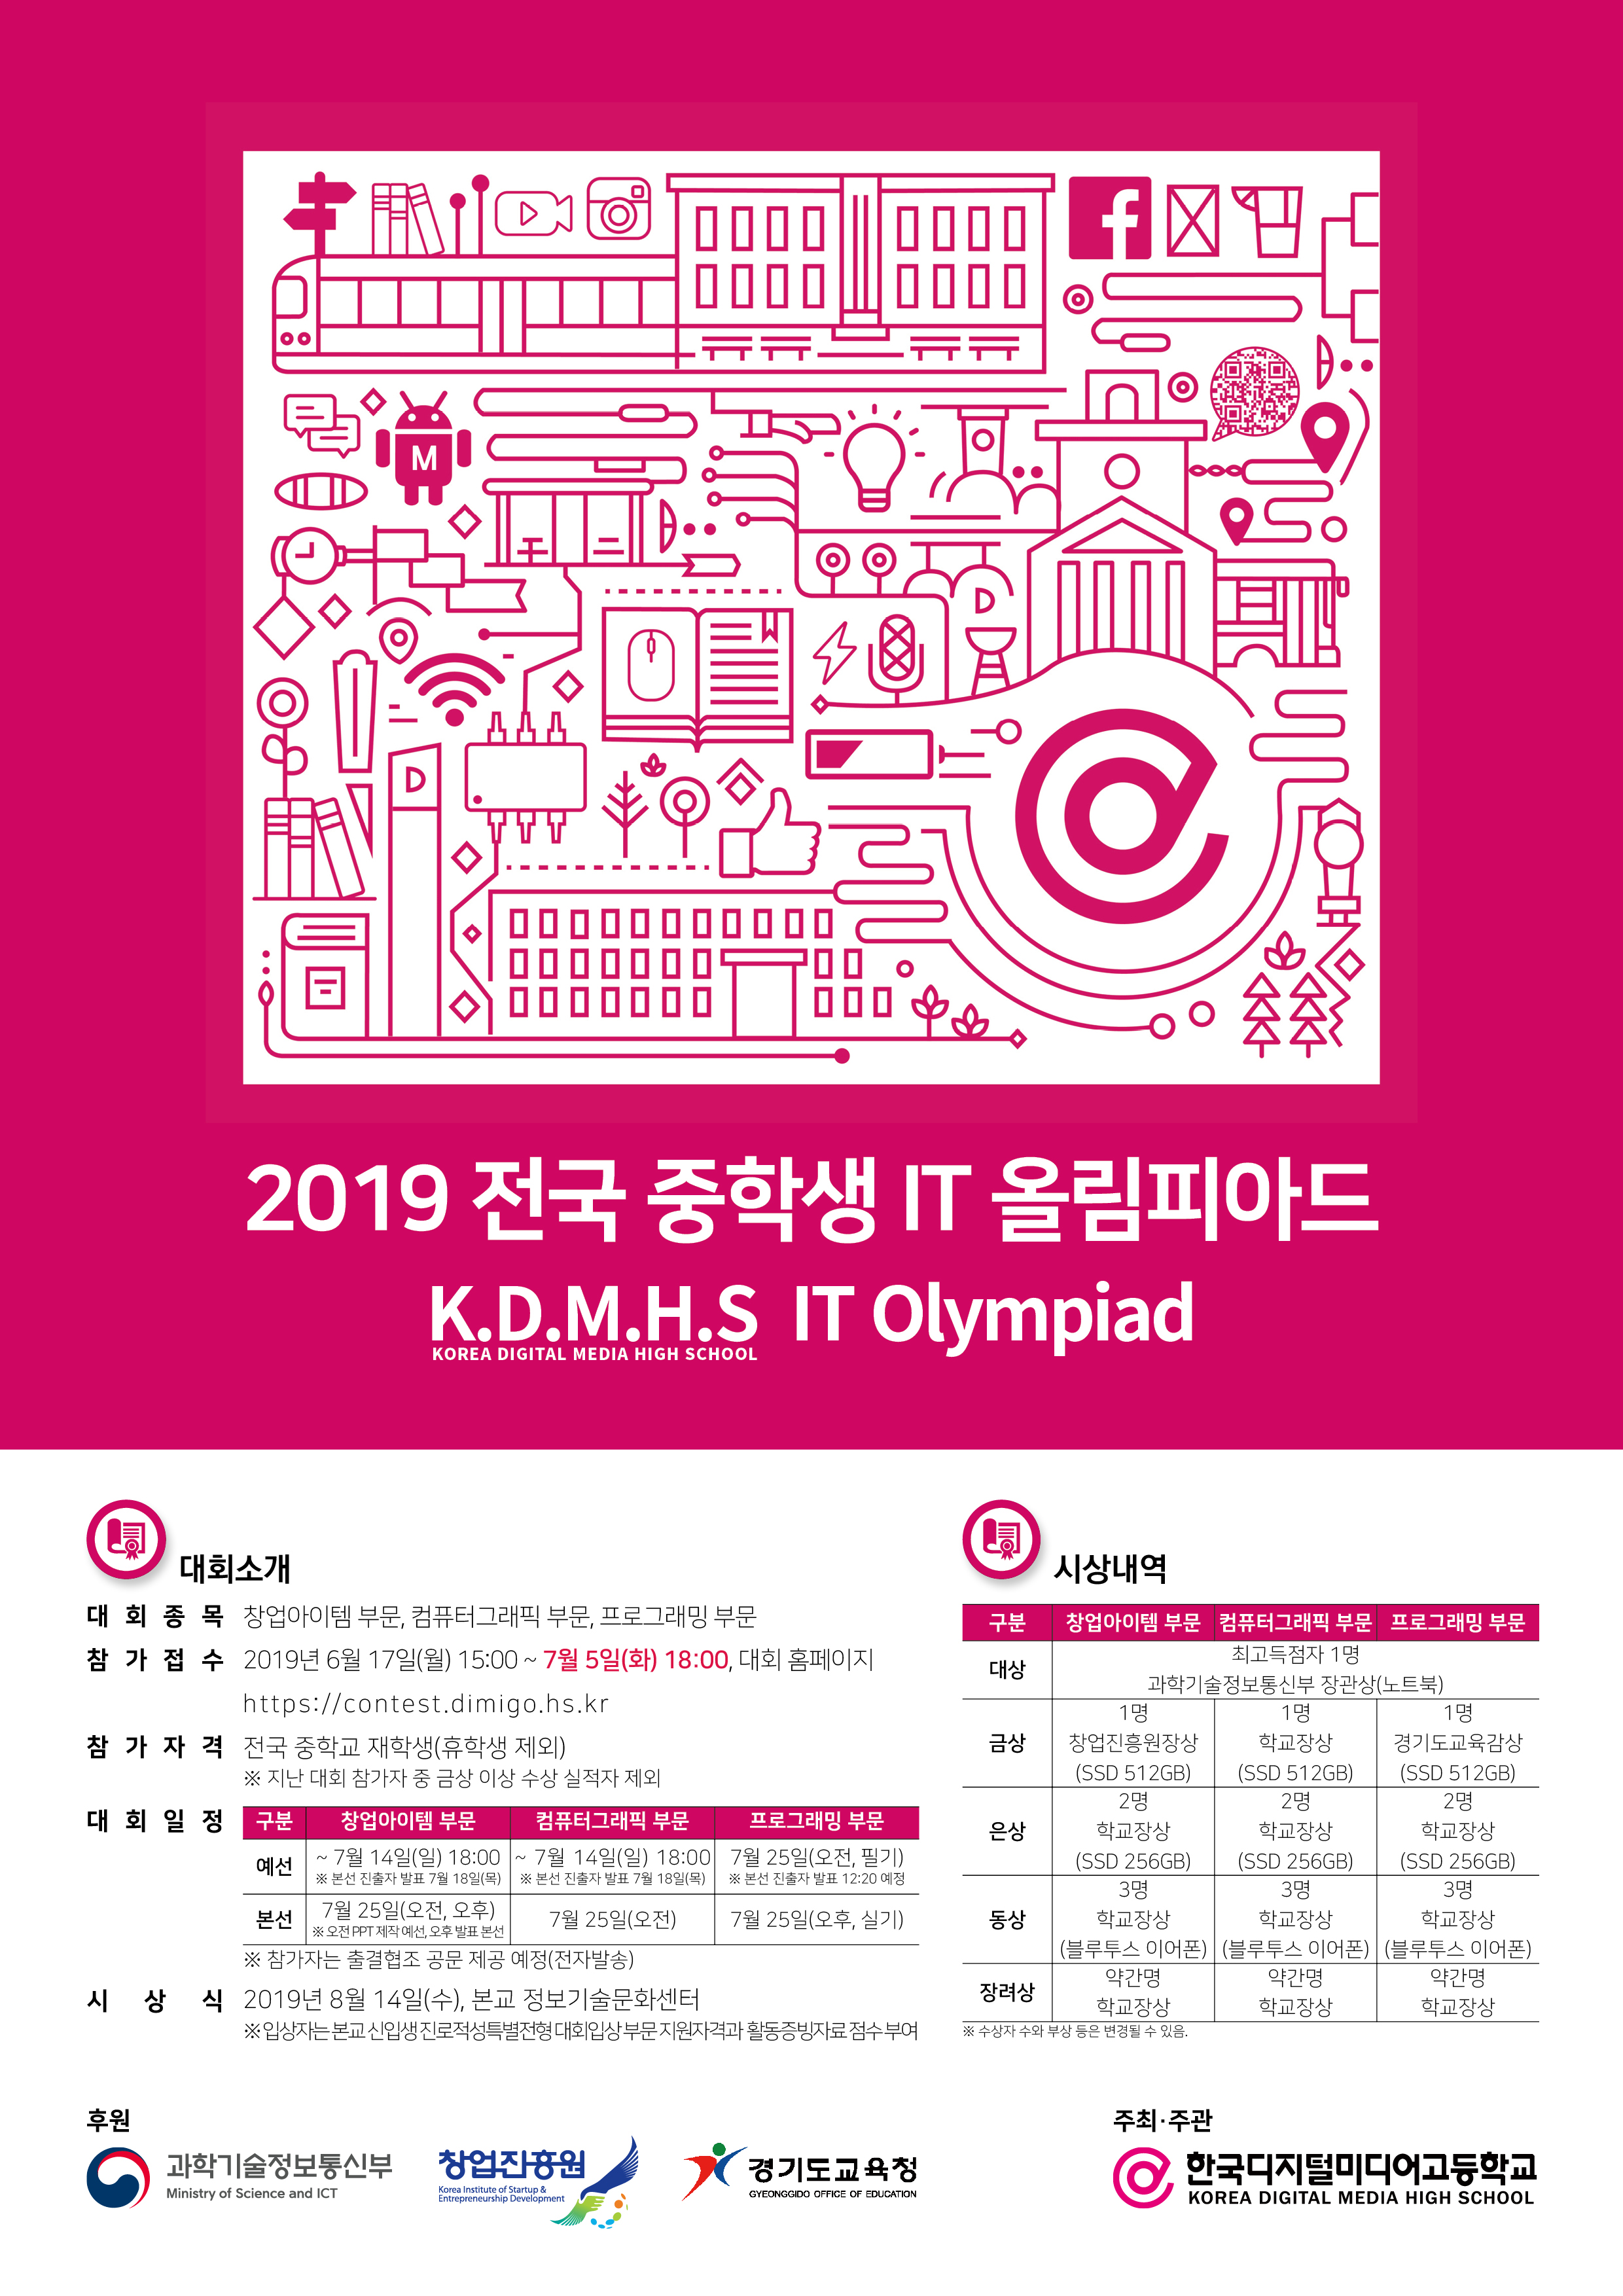 M
D
D
2019 전국 중학생 IT 올림피아드
K.D.M.H.S IT Olympiad
KOREA DIGITAL MEDIA HIGH SCHOOL
대회소개
대 회 종 목 창업아이템 부문, 컴퓨터그래픽 부문, 프로그래밍 부문
참 가 접 수 2019년 6월 17일(월) 15:00 ~ 7월 5일(화) 18:00, 대회 홈페이지
https://contest.dimigo.hs.kr
참 가 자 격 전국 중학교 재학생(휴학생 제외)
※ 지난 대회 참가자 중 금상 이상 수상 실적자 제외
대 회 일 정 구분 창업아이템 부문 컴퓨터그래픽 부문 프로그래밍 부문
예선 ~ 7월 14일(일) 18:00 ~ 7월 14일(일) 18:00 7월 25일(오전, 필기)
※ 본선 진출자 발표 7월 18일(목) ※ 본선 진출자 발표 7월 18일(목) ※ 본선 진출자 발표 12:20 예정
본선 7월 25일(오전, 오후) 7월 25일(오전) 7월 25일(오후, 실기)
※ 오전 PPT 제작 예선, 오후 발표 본선
※ 참가자는 출결협조 공문 제공 예정(전자발송)
시 상 식 2019년 8월 14일(수), 본교 정보기술문화센터
※ 입상자는 본교 신입생 진로적성특별전형 대회입상 부문 지원자격과 활동증빙자료 점수 부여
시상내역
구분 창업아이템 부문 컴퓨터그래픽 부문 프로그래밍 부문
대상 최고득점자 1명
과학기술정보통신부 장관상(노트북)
1명 1명 1명
금상 창업진흥원장상 학교장상 경기도교육감상
(SSD 512GB) (SSD 512GB) (SSD 512GB)
2명 2명 2명
은상 학교장상 학교장상 학교장상
(SSD 256GB) (SSD 256GB) (SSD 256GB)
3명 3명 3명
동상 학교장상 학교장상 학교장상
(블루투스 이어폰) (블루투스 이어폰) (블루투스 이어폰)
장려상 약간명 약간명 약간명
학교장상 학교장상 학교장상
※ 수상자 수와 부상 등은 변경될 수 있음.
후원
과학기술정보통신부
Ministry of Science and ICT
창업진흥원
Korea Institute of Startup &
Entrepreneurship Development
경기도교육청
GYEONGGIDO OFFICE OF EDUCATION
주최·주관
한국디지털미디어고등학교
KOREA DIGITAL MEDIA HIGH SCHOOL